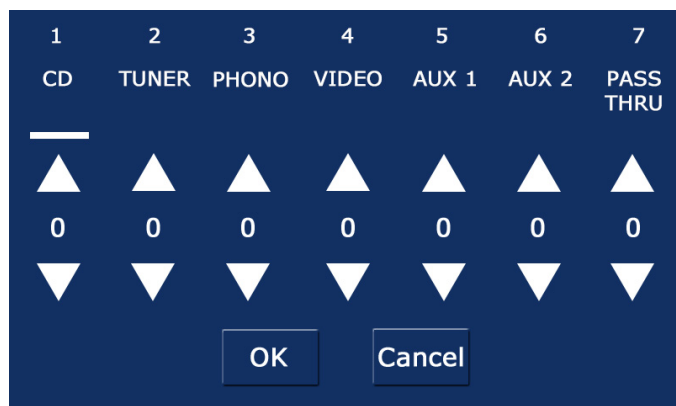 1 2 3 4 5 6 7
CD TUNER PHONO VIDEO AUX 1 AUX 2 PASS THRU
0 0 0 0 0 0 0
OK Cancel